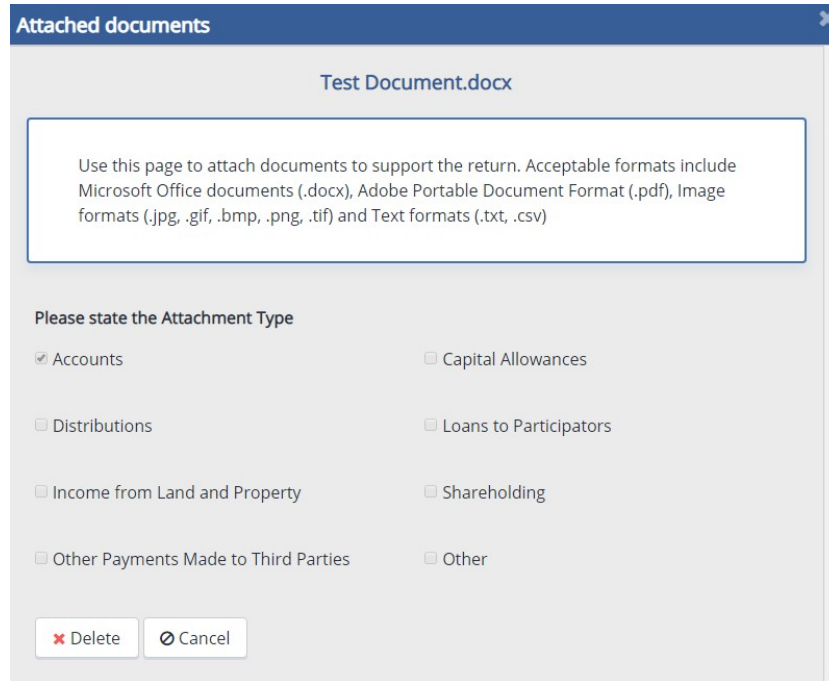 Attached documents
Test Document.docx
Use this page to attach documents to support the return. Acceptable formats include
Microsoft Office documents (.docx), Adobe Portable Document Format (.pdf), Image
formats (.jpg, .gif, .bmp, .png, .tif) and Text formats (.txt, .csv)
Please state the Attachment Type
Accounts
Capital Allowances
Distributions
Loans to Participators
Income from Land and Property
Shareholding
Other Payments Made to Third Parties
Other
Delete
Cancel